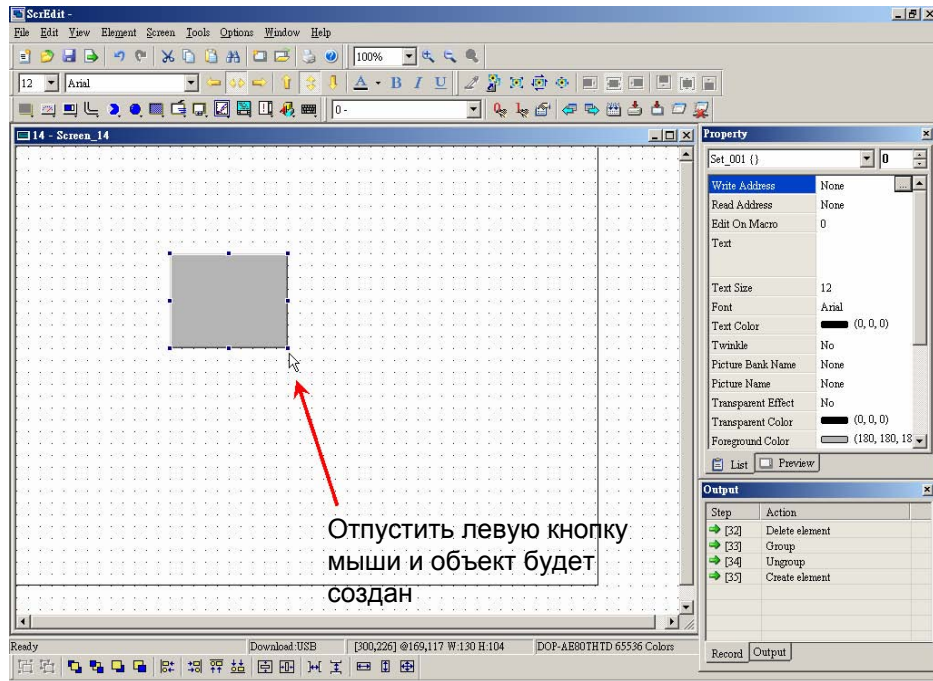 ScrEdit -
File Edit View Element Screen Tools Options Window Help
100%
12 Arial A B I U
0 -
14 - Screen_14
Отпустить левую кнопку
мыши и объект будет
создан
Property
Set_001 {} 0
Write Address None ...
Read Address None
Edit On Macro 0
Text
Text Size 12
Font Arial
Text Color (0, 0, 0)
Twinkle No
Picture Bank Name None
Picture Name None
Transparent Effect No
Transparent Color (0, 0, 0)
Foreground Color (180, 180, 18
List Preview
Output
Step Action
[32] Delete element
[33] Group
[34] Ungroup
[35] Create element
Record Output
Ready Download:USB [300,226] @169,117 W:130 H:104 DOP-AE80THTD 65536 Colors